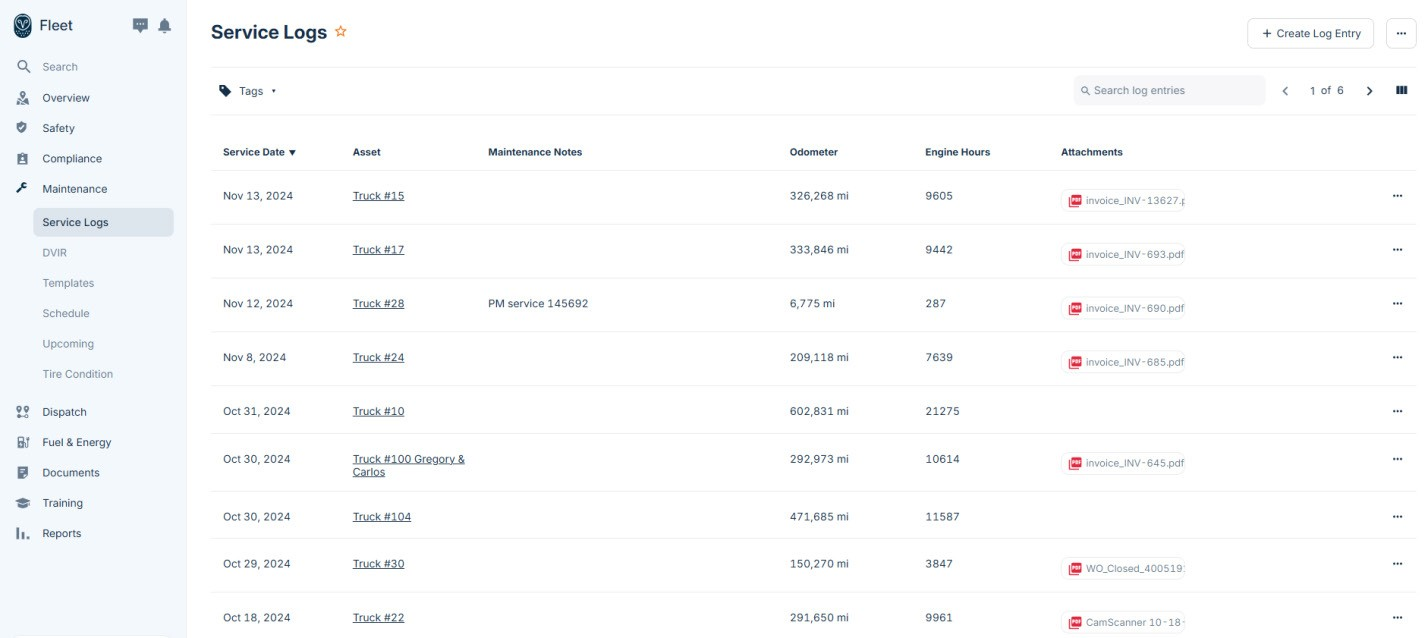 Fleet
Search
Overview
Safety
Compliance
Maintenance
Service Logs
DVIR
Templates
Schedule
Upcoming
Tire Condition
Dispatch
Fuel & Energy
Documents
Training
Reports
Service Logs
+ Create Log Entry
Tags
Search log entries
1 of 6
Service Date ▼ Asset Maintenance Notes Odometer Engine Hours Attachments
Nov 13, 2024 Truck #15 326,268 mi 9605 invoice_INV-13627.p
Nov 13, 2024 Truck #17 333,846 mi 9442 invoice_INV-693.pdf
Nov 12, 2024 Truck #28 PM service 145692 6,775 mi 287 invoice_INV-690.pdf
Nov 8, 2024 Truck #24 209,118 mi 7639 invoice_INV-685.pdf
Oct 31, 2024 Truck #10 602,831 mi 21275
Oct 30, 2024 Truck #100 Gregory & 292,973 mi 10614 invoice_INV-645.pdf
Carlos
Oct 30, 2024 Truck #104 471,685 mi 11587
Oct 29, 2024 Truck #30 150,270 mi 3847 WO_Closed_400519
Oct 18, 2024 Truck #22 291,650 mi 9961 CamScanner 10-18-